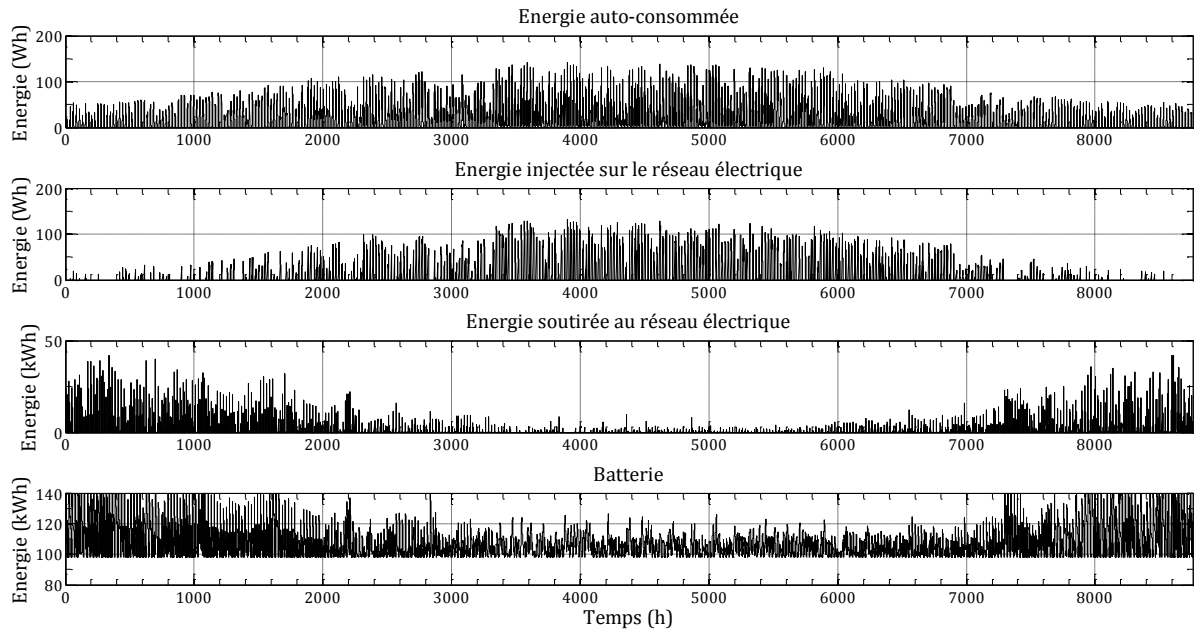 Energie auto-consommée
Energie (Wh)
200
100
0
0 1000 2000 3000 4000 5000 6000 7000 8000
Energie injectée sur le réseau électrique
Energie (Wh)
200
100
0
0 1000 2000 3000 4000 5000 6000 7000 8000
Energie soutirée au réseau électrique
Energie (kWh)
50
0
0 1000 2000 3000 4000 5000 6000 7000 8000
Batterie
Energie (kWh)
140
120
100
80
0 1000 2000 3000 4000 5000 6000 7000 8000
Temps (h)